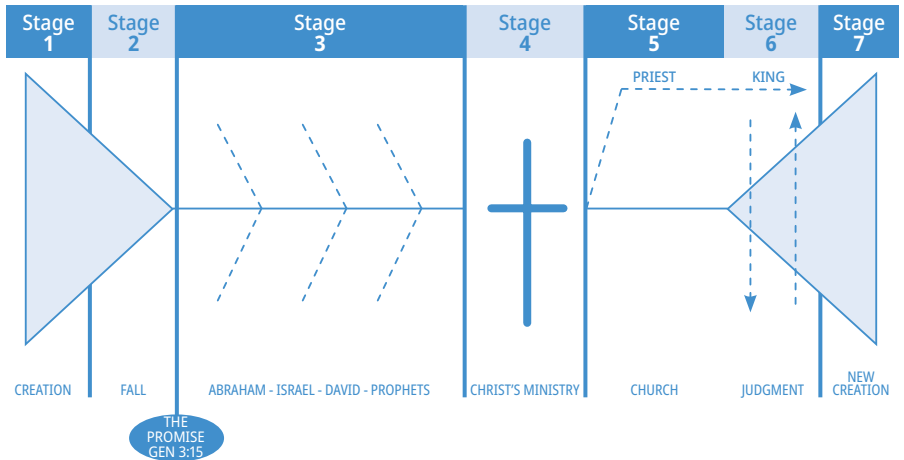 Stage
1
Stage
2
Stage
3
Stage
4
Stage
5
Stage
6
Stage
7
PRIEST
KING
CREATION
FALL
ABRAHAM - ISRAEL - DAVID - PROPHETS
CHRIST'S MINISTRY
CHURCH
JUDGMENT
NEW
CREATION
THE
PROMISE
GEN 3:15